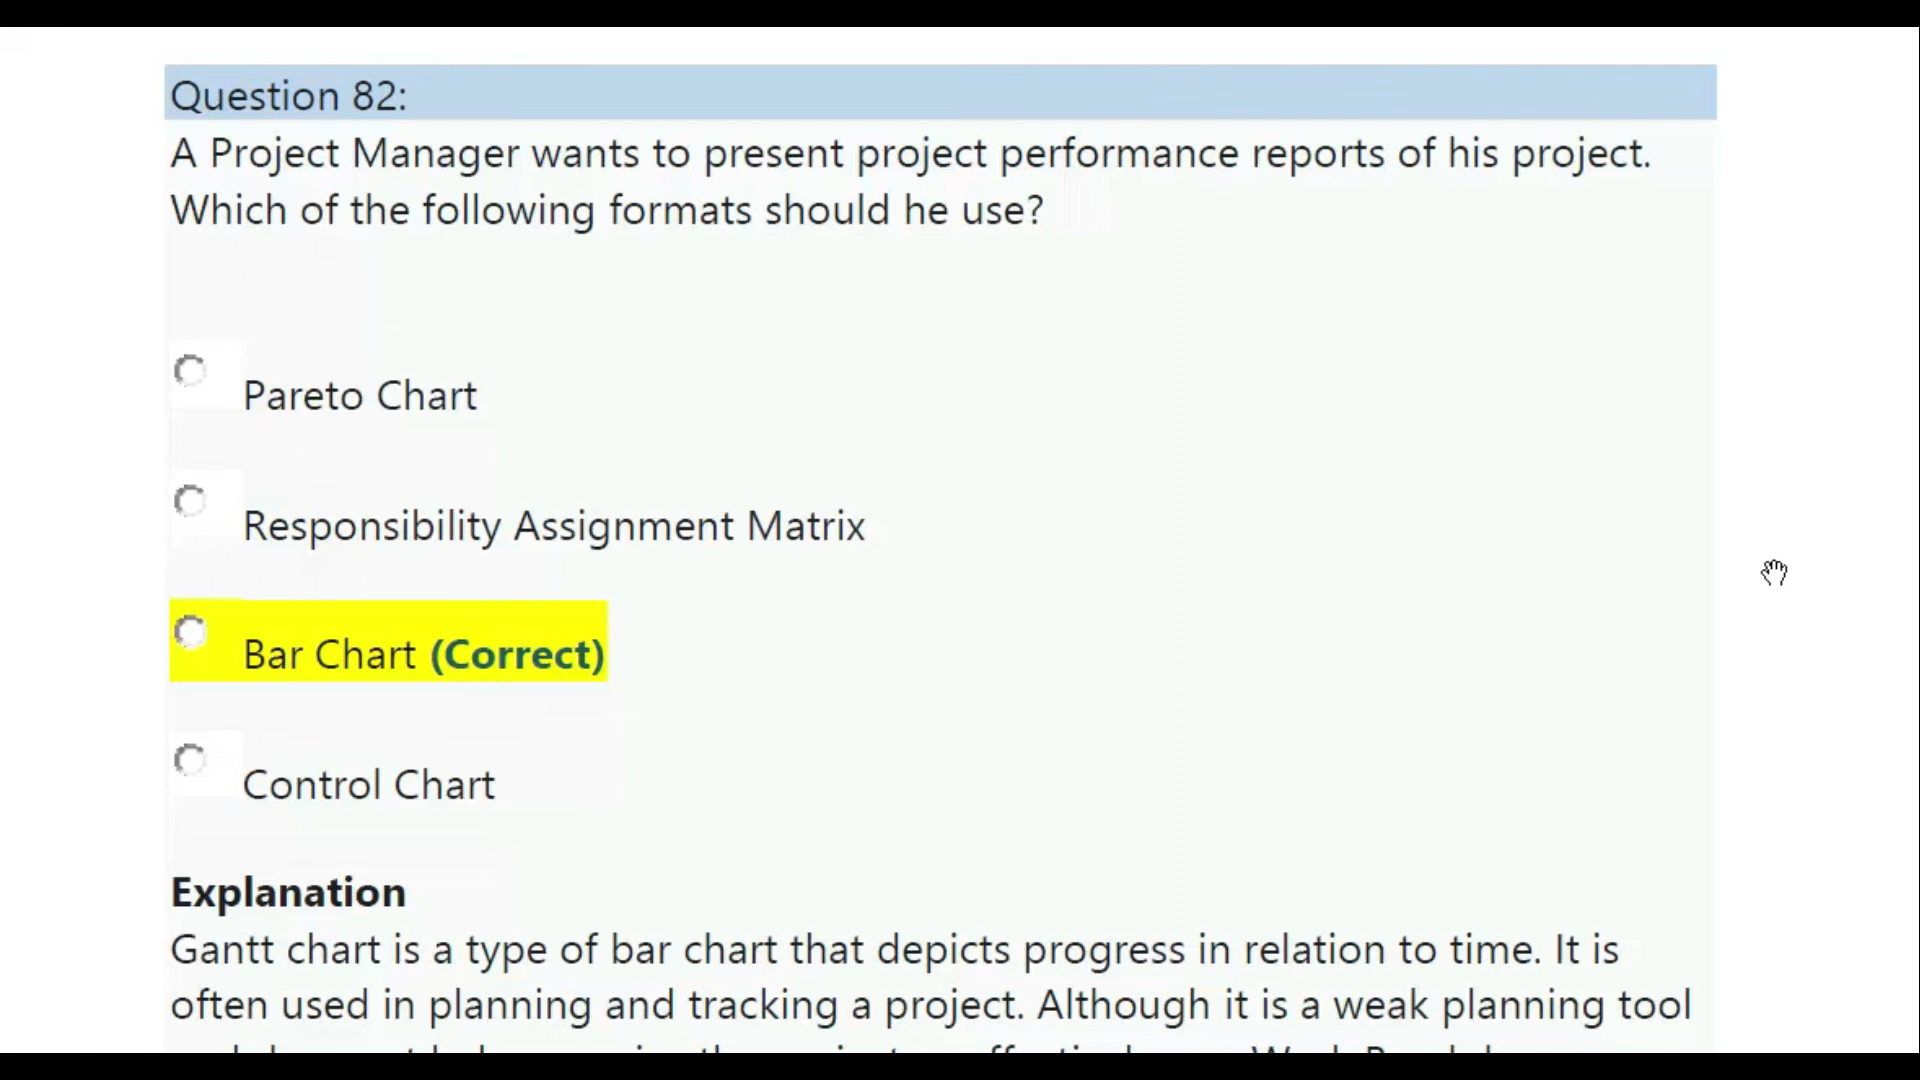 Question 82:
A Project Manager wants to present project performance reports of his project.
Which of the following formats should he use?
Pareto Chart
Responsibility Assignment Matrix
Bar Chart (Correct)
Control Chart
Explanation
Gantt chart is a type of bar chart that depicts progress in relation to time. It is
often used in planning and tracking a project. Although it is a weak planning tool